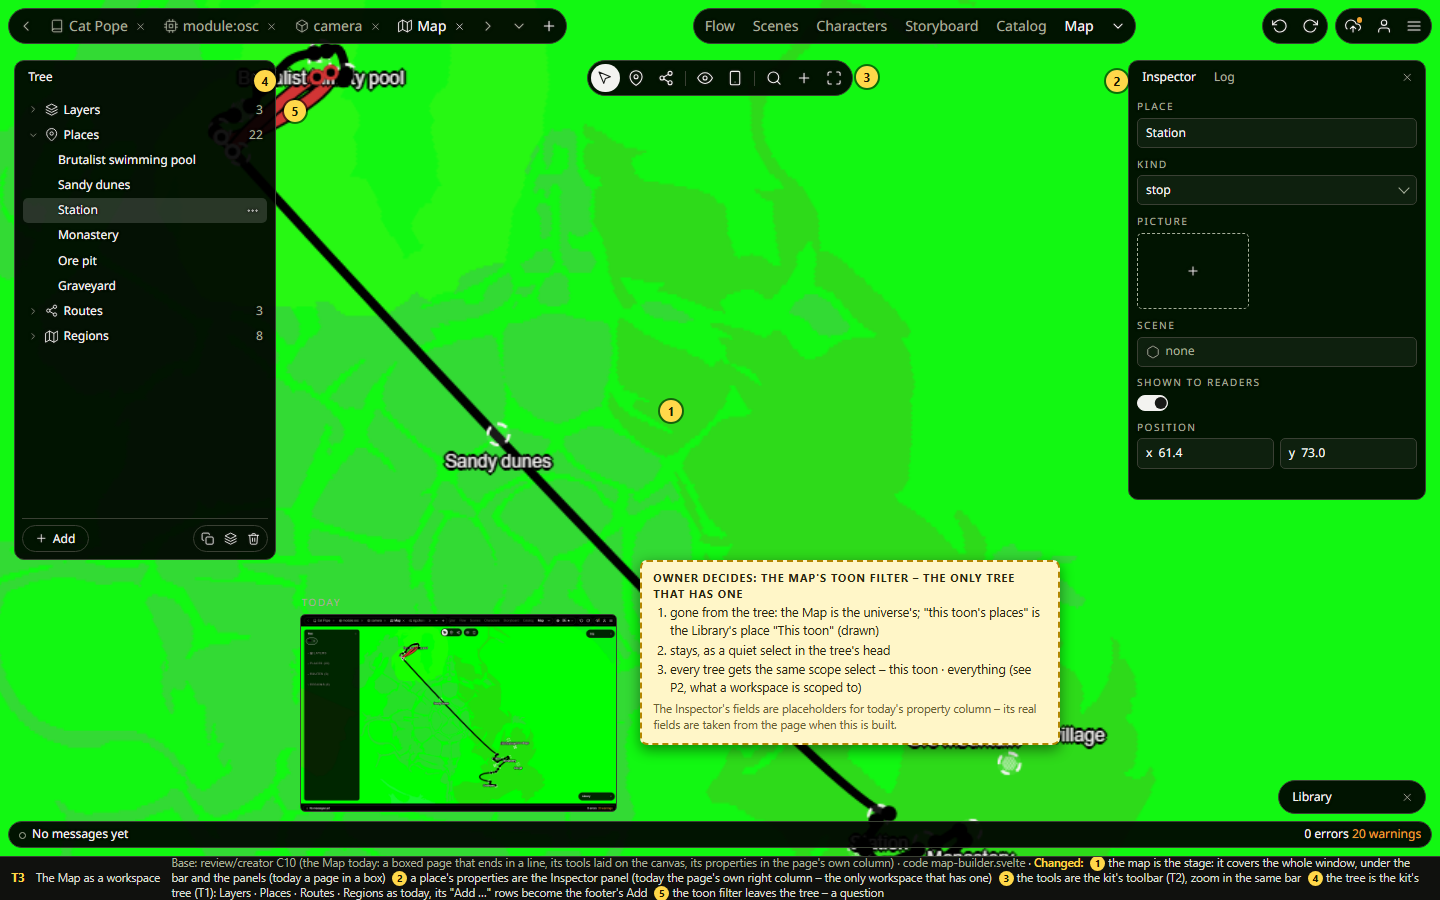 Cat Pope
module:osc
camera
Map
Flow
Scenes
Characters
Storyboard
Catalog
Map
Tree
4
pool
5
3
2
Layers
3
Places
22
Brutalist swimming pool
Sandy dunes
Station
Monastery
Ore pit
Graveyard
Routes
3
Regions
8
Add
Inspector
Log
PLACE
Station
KIND
stop
PICTURE
SCENE
none
SHOWN TO READERS
POSITION
x 61.4
y 73.0
1
Sandy dunes
OWNER DECIDES: THE MAP'S TOON FILTER – THE ONLY TREE
THAT HAS ONE
1. gone from the tree: the Map is the universe's; "this toon's places" is
the Library's place "This toon" (drawn)
2. stays, as a quiet select in the tree's head
3. every tree gets the same scope select – this toon · everything (see
P2, what a workspace is scoped to)
The Inspector's fields are placeholders for today's property column – its real
fields are taken from the page when this is built.
TODAY
Library
No messages yet
0 errors 20 warnings
T3 The Map as a workspace
Base: review/creator C10 (the Map today: a boxed page that ends in a line, its tools laid on the canvas, its properties in the page's own column) · code map-builder.svelte · Changed: 1 the map is the stage: it covers the whole window, under the
bar and the panels (today a page in a box) 2 a place's properties are the Inspector panel (today the page's own right column – the only workspace that has one) 3 the tools are the kit's toolbar (T2), zoom in the same bar 4 the tree is the kit's
tree (T1): Layers · Places · Routes · Regions as today, its "Add ..." rows become the footer's Add 5 the toon filter leaves the tree – a question